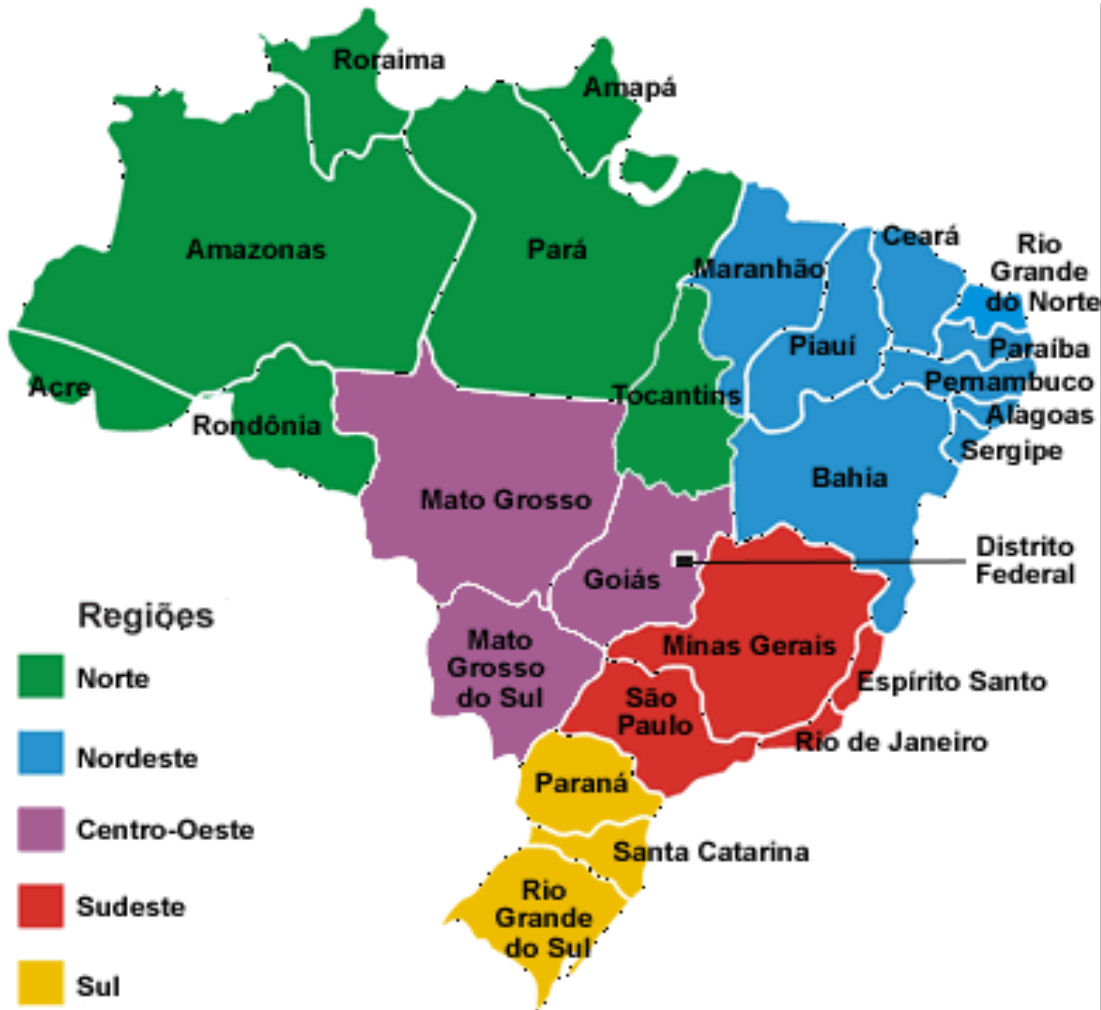 Roraima
Amapá
Amazonas
Pará
Maranhão
Ceará
Rio
Grande
do Norte
Piauí
Paraíba
Pernambuco
Alagoas
Sergipe
Acre
Rondônia
Tocantins
Bahia
Mato Grosso
Goiás
Distrito
Federal
Mato
Grosso
do Sul
Minas Gerais
Espírito Santo
São
Paulo
Rio de Janeiro
Paraná
Santa Catarina
Rio
Grande
do Sul
Regiões
Norte
Nordeste
Centro-Oeste
Sudeste
Sul